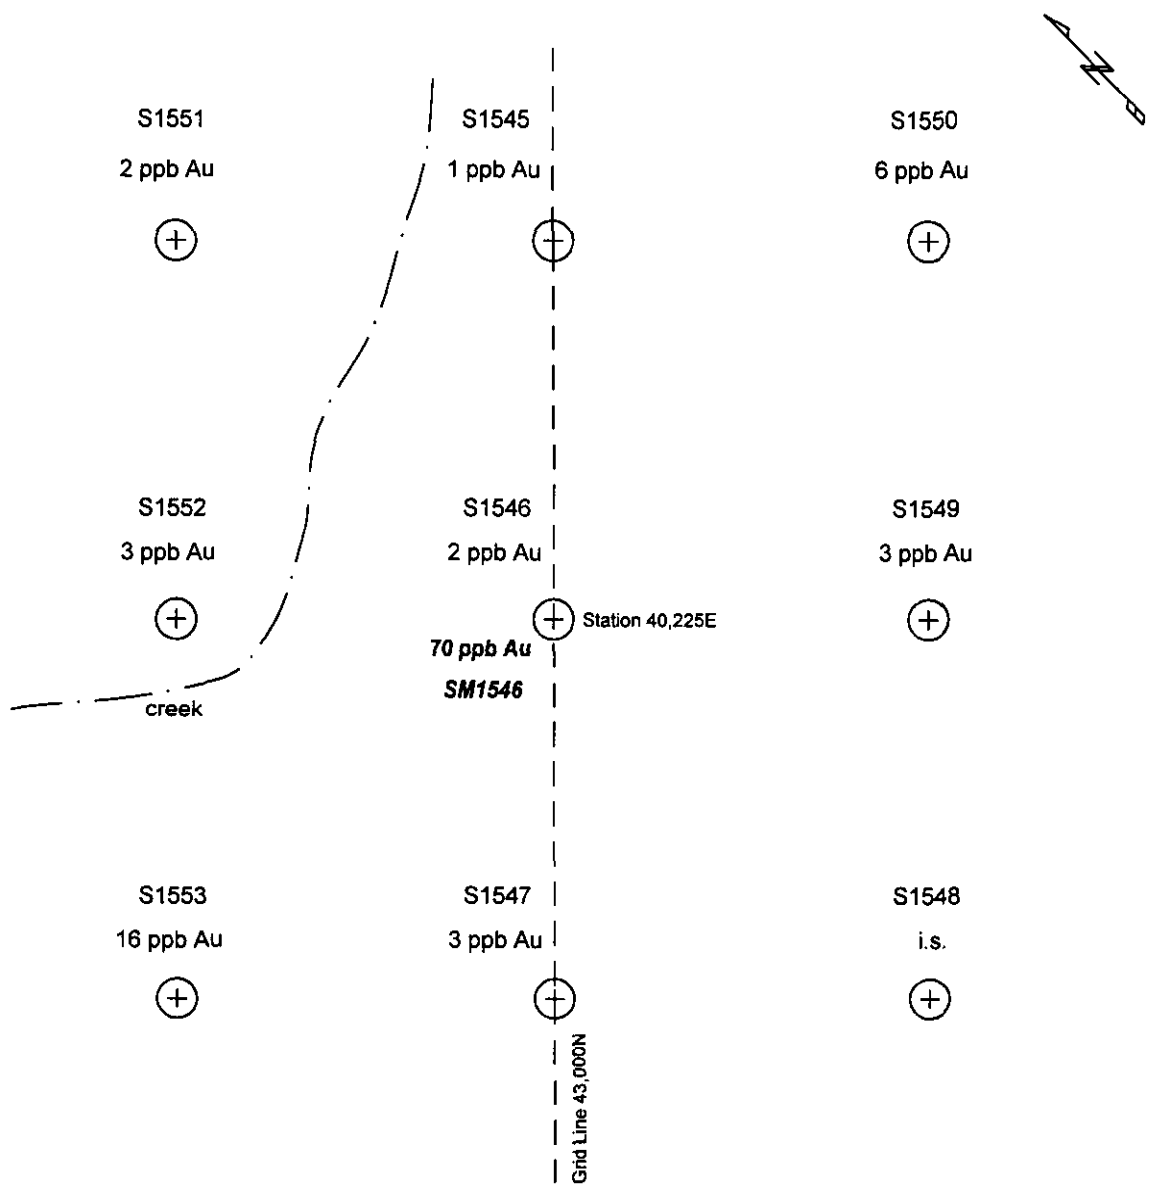 S1551
2 ppb Au
S1545
1 ppb Au
S1550
6 ppb Au
S1552
3 ppb Au
S1546
2 ppb Au
S1549
3 ppb Au
Station 40,225E
70 ppb Au
SM1546
creek
S1553
16 ppb Au
S1547
3 ppb Au
S1548
i.s.
Grid Line 43,000N